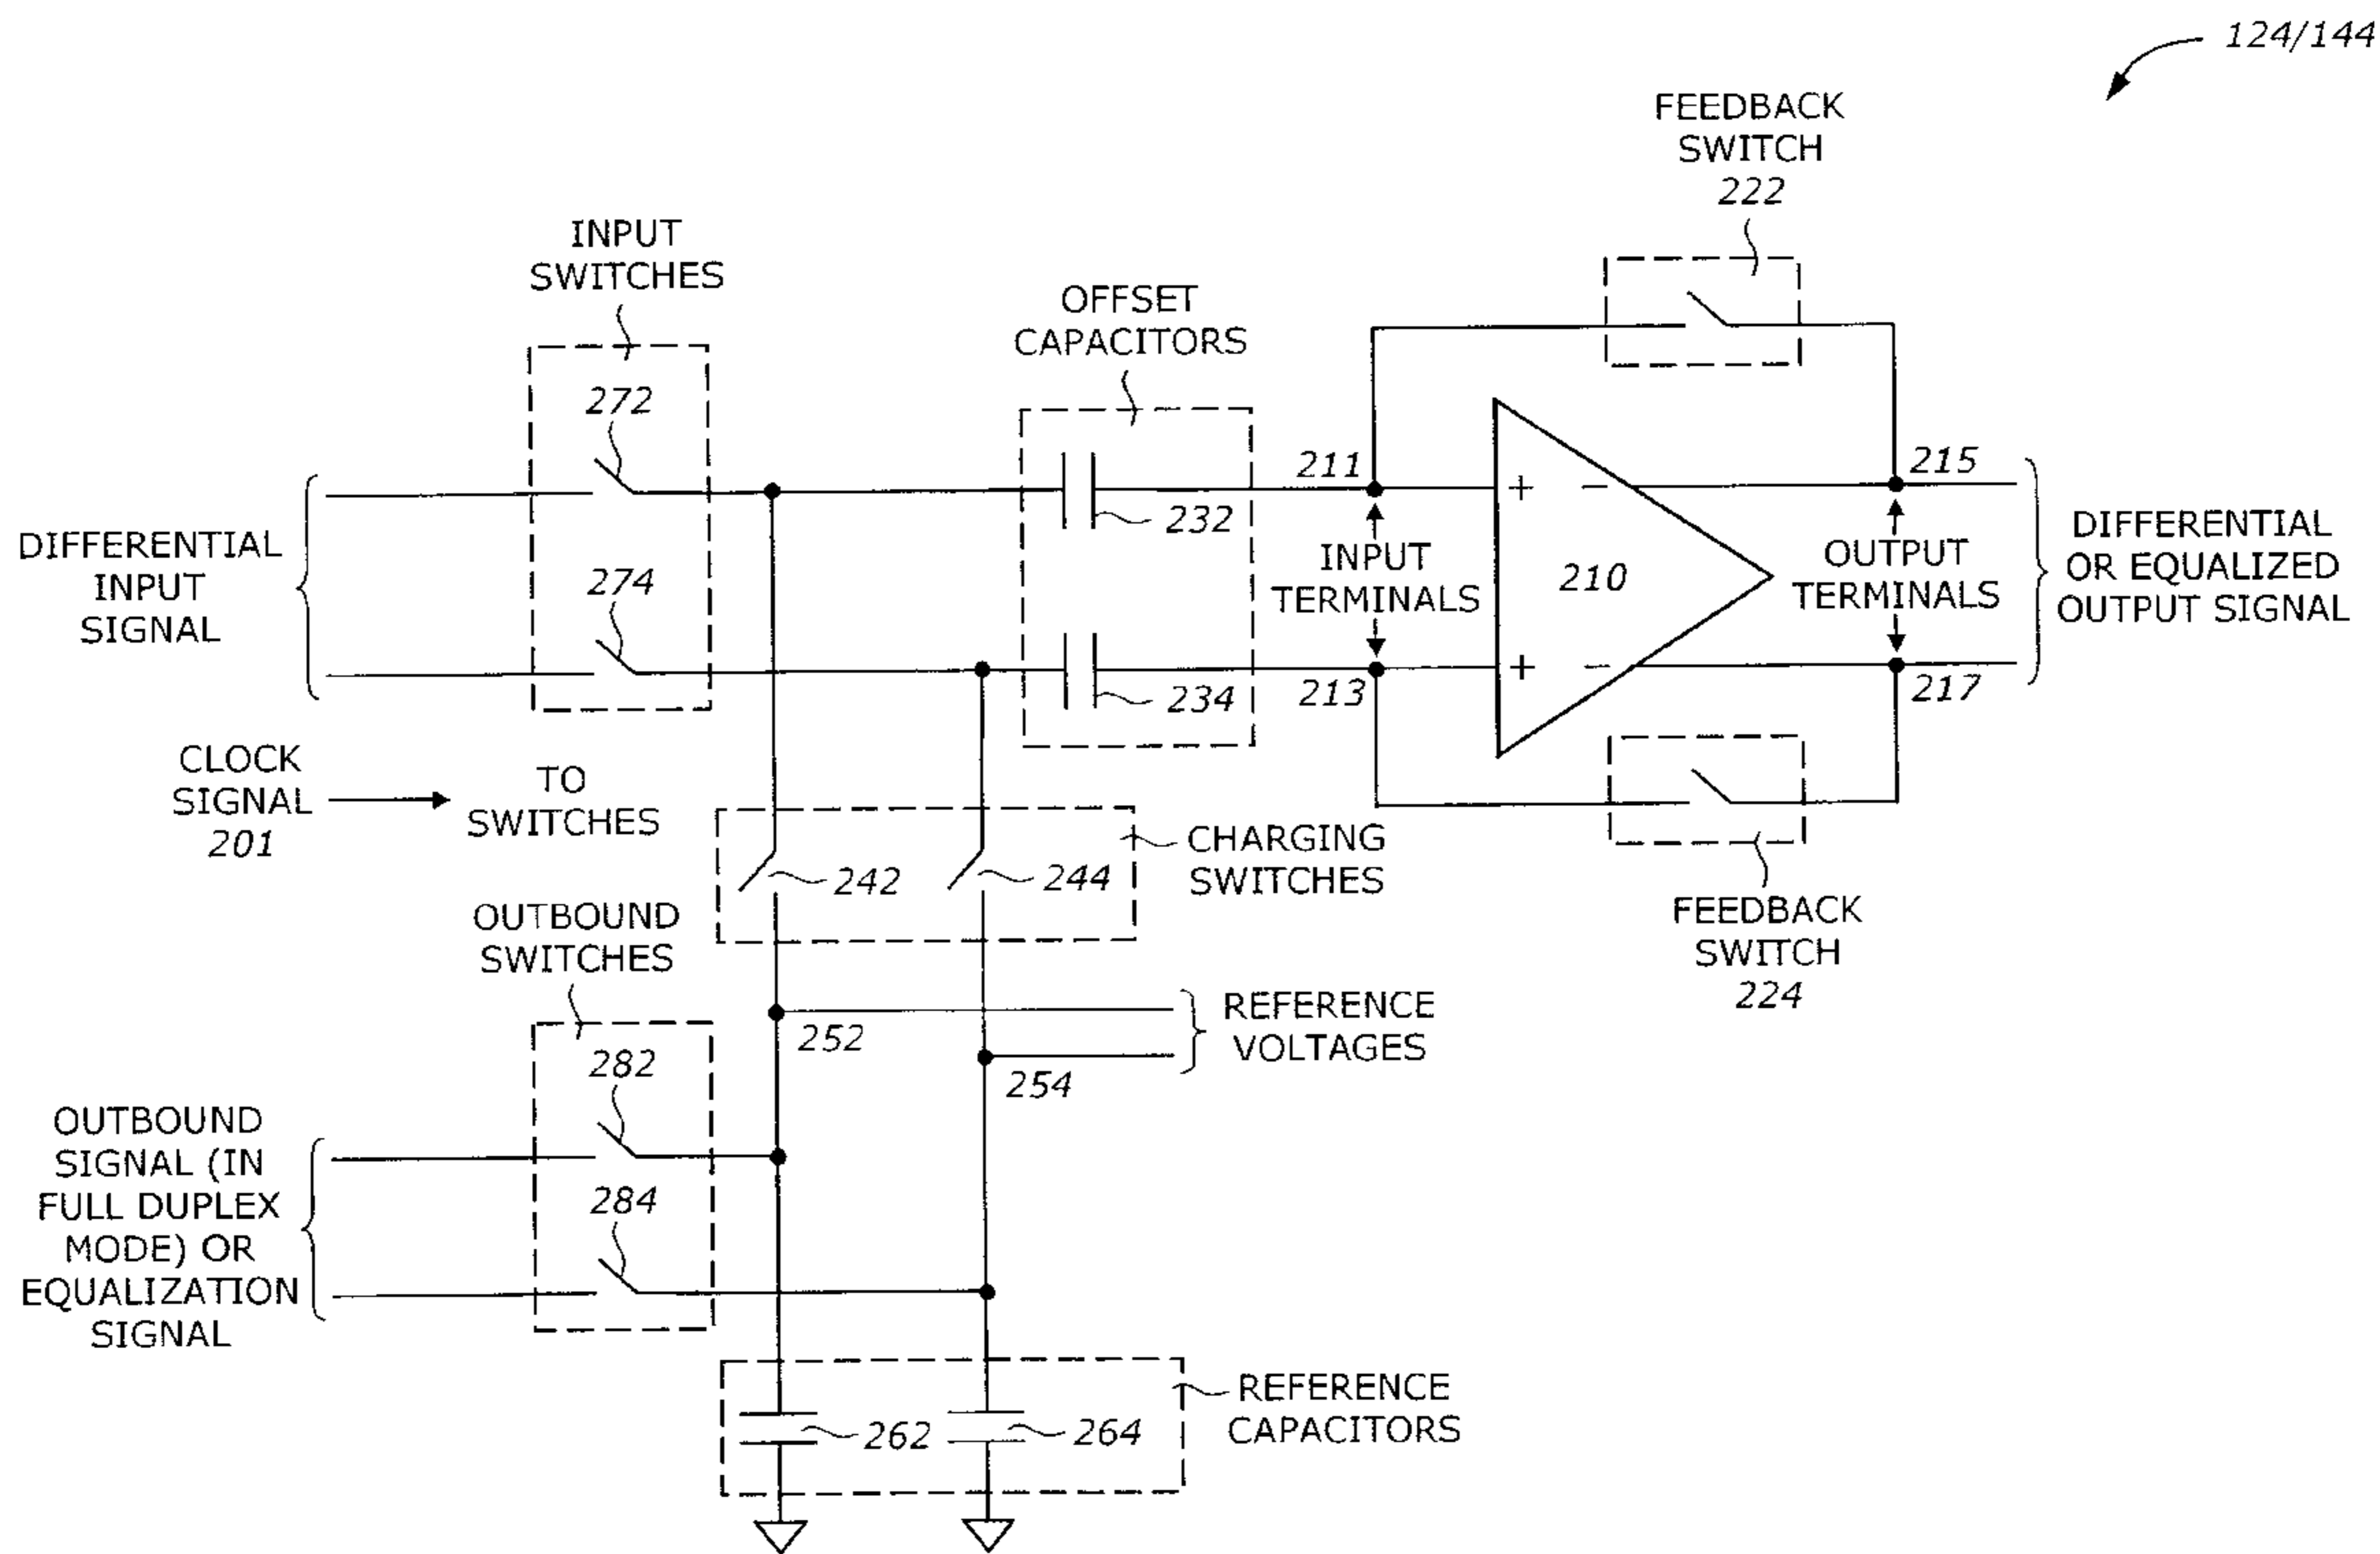 124/144
FEEDBACK
SWITCH
222
INPUT
SWITCHES
OFFSET
CAPACITORS
272
274
232
234
211
213
INPUT
TERMINALS
+
−
210
+
−
215
217
OUTPUT
TERMINALS
DIFFERENTIAL
INPUT
SIGNAL
DIFFERENTIAL
OR EQUALIZED
OUTPUT SIGNAL
CLOCK
SIGNAL
201
TO
SWITCHES
CHARGING
SWITCHES
242
244
FEEDBACK
SWITCH
224
OUTBOUND
SWITCHES
REFERENCE
VOLTAGES
252
254
282
284
OUTBOUND
SIGNAL (IN
FULL DUPLEX
MODE) OR
EQUALIZATION
SIGNAL
REFERENCE
CAPACITORS
262
264